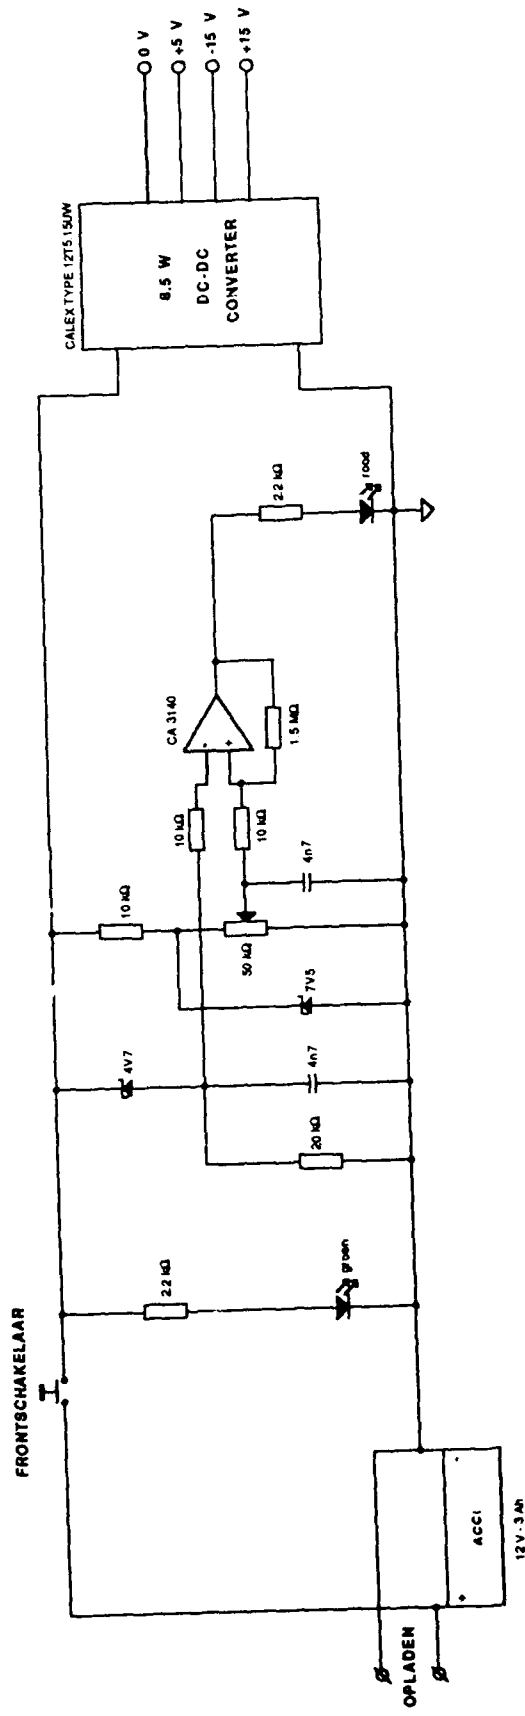 FRONTSCHAKELAAR
OPLADEN
+
-
ACCU
12 V - 3 Ah
2.2 kΩ
groen
20 kΩ
4V7
4n7
7V5
10 kΩ
50 kΩ
4n7
10 kΩ
10 kΩ
CA 3140
-
+
1.5 MΩ
2.2 kΩ
rood
CALEX TYPE 12T5.15UW
8.5 W
DC-DC
CONVERTER
0 V
+5 V
-15 V
+15 V